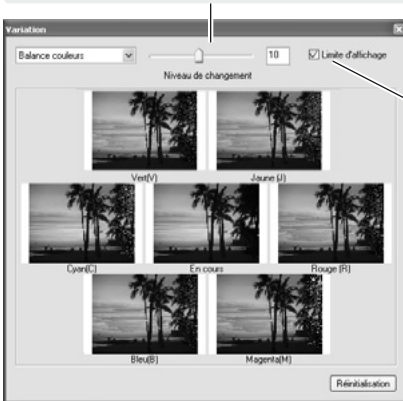 Variation
Balance couleurs
10
Limite d'affichage
Niveau de changement
Vert(V)
Jaune (J)
Cyan(C)
En cours
Rouge (R)
Bleu(B)
Magenta(M)
Réinitialisation